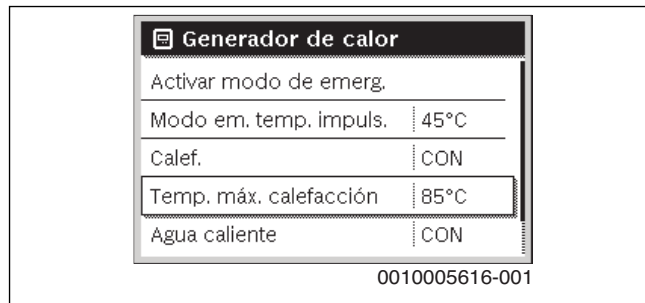 Generador de calor
Activar modo de emerg.
Modo em. temp. impuls. 45°C
Calef. CON
Temp. máx. calefacción 85°C
Agua caliente CON
0010005616-001